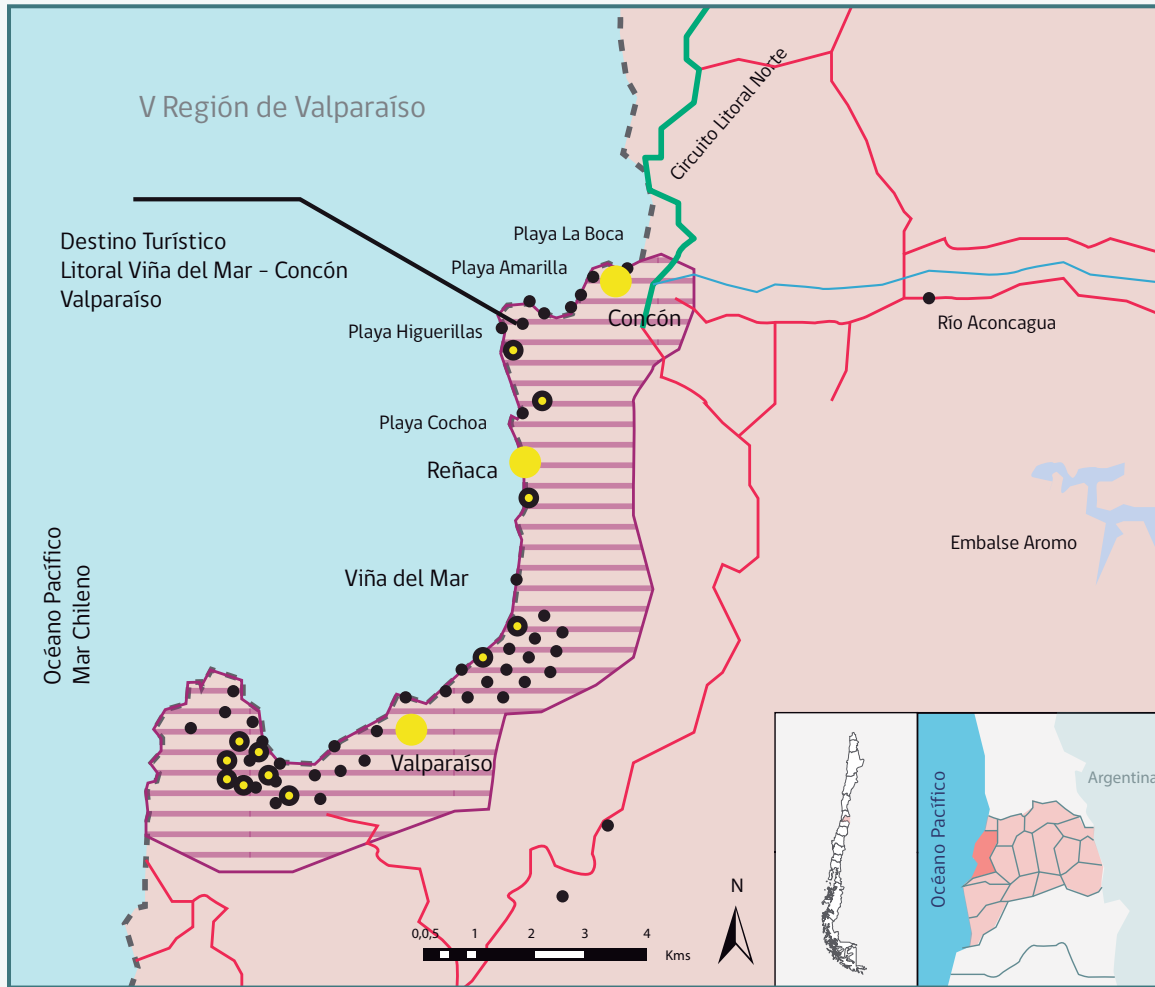 V Región de Valparaíso
Circuito Litoral Norte
Destino Turístico
Litoral Viña del Mar – Concón
Valparaíso
Playa La Boca
Playa Amarilla
Concón
Río Aconcagua
Playa Higuerillas
Playa Cochoa
Reñaca
Embalse Aromo
Viña del Mar
Océano Pacífico
Mar Chileno
Valparaíso
Argentina
Océano Pacífico
N
0,0,5 1 2 3 4
Kms